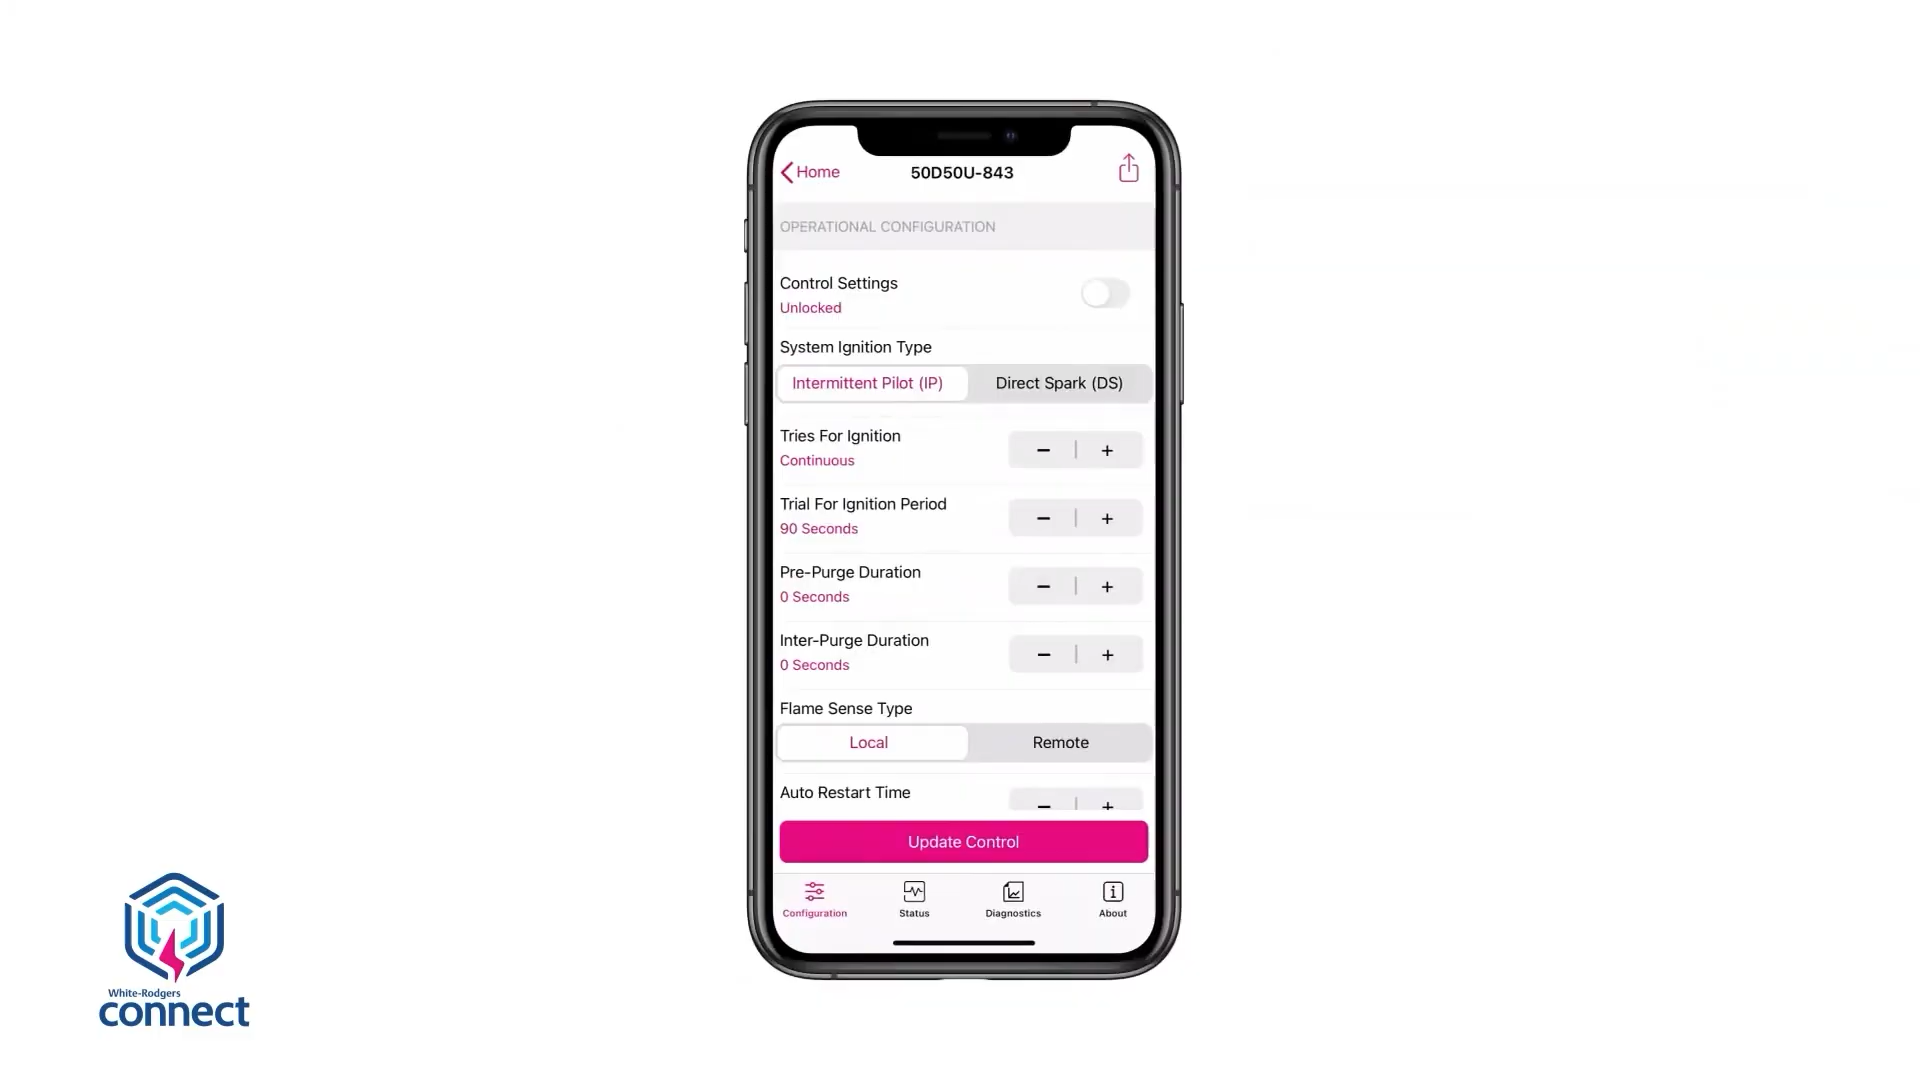 Home
50D50U-843
OPERATIONAL CONFIGURATION
Control Settings
Unlocked
System Ignition Type
Intermittent Pilot (IP)
Direct Spark (DS)
Tries For Ignition
Continuous
Trial For Ignition Period
90 Seconds
Pre-Purge Duration
0 Seconds
Inter-Purge Duration
0 Seconds
Flame Sense Type
Local
Remote
Auto Restart Time
Update Control
Configuration
Status
Diagnostics
About
White-Rodgers
connect